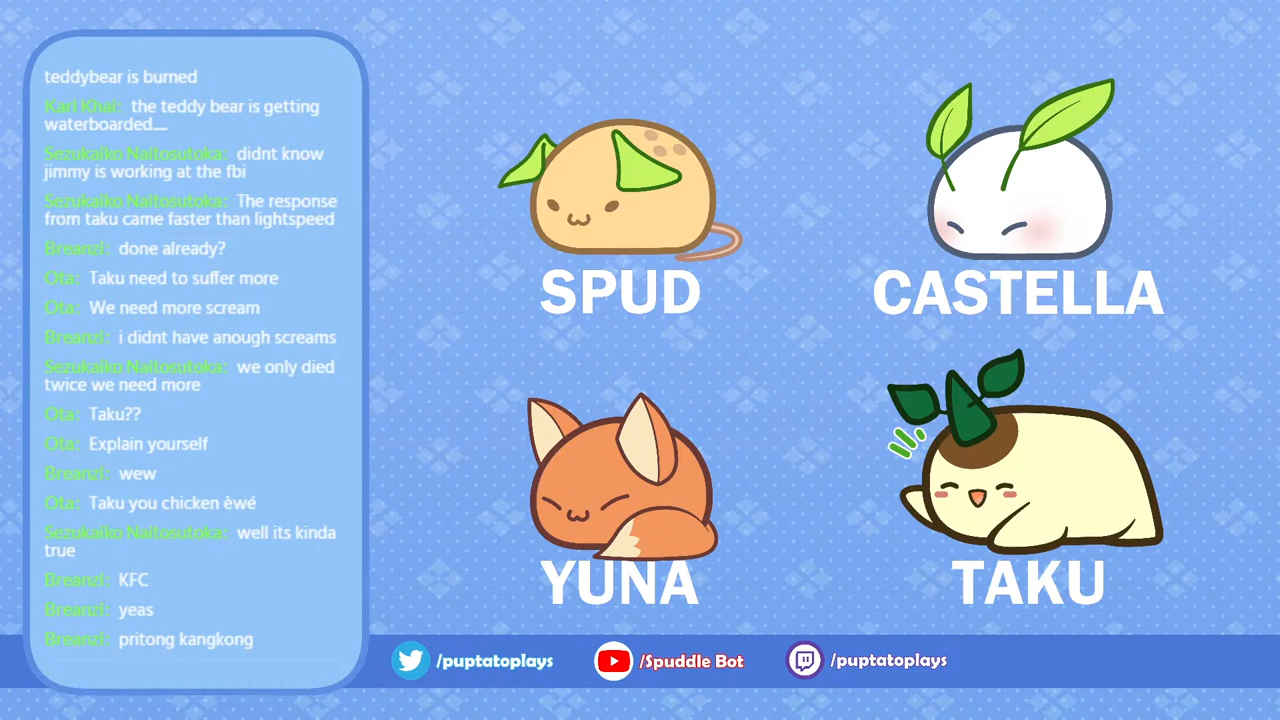 teddybear is burned
Kari Khai: the teddy bear is getting
waterboarded....
Sezukaiko Naitosutoka: didnt know
jimmy is working at the fbi
Sezukaiko Naitosutoka: The response
from taku came faster than lightspeed
Breanzi: done already?
Ota: Taku need to suffer more
Ota: We need more scream
Breanzi: i didnt have anough screams
Sezukaiko Naitosutoka: we only died
twice we need more
Ota: Taku??
Ota: Explain yourself
Breanzi: wew
Ota: Taku you chicken èwé
Sezukaiko Naitosutoka: well its kinda
true
Breanzi: KFC
Breanzi: yeas
Breanzi: pritong kangkong
SPUD
CASTELLA
YUNA
TAKU
/puptatoplays
/Spuddle Bot
/puptatoplays